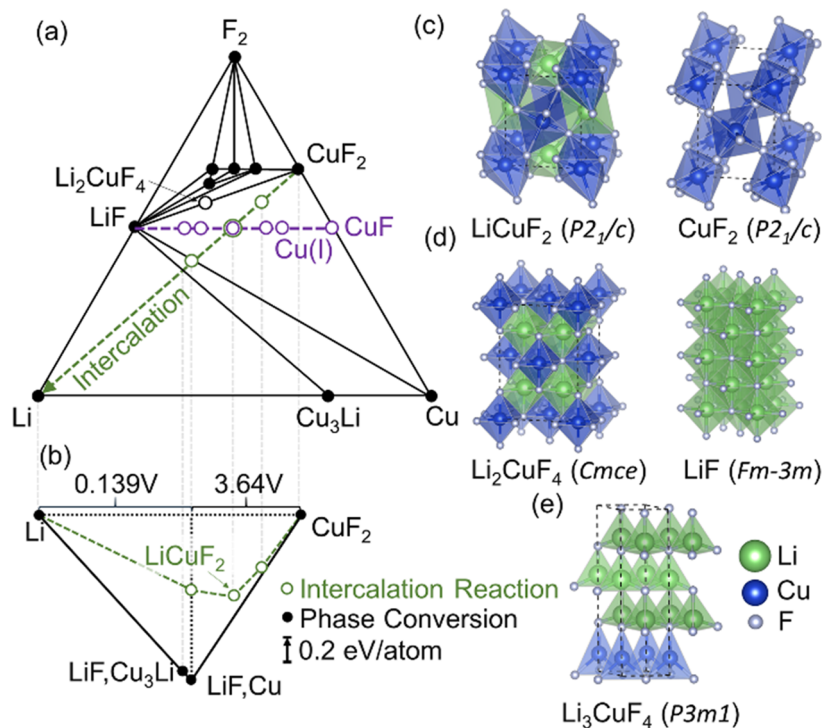 (a)
F₂
CuF₂
Li₂CuF₄
LiF
CuF
Cu(I)
Intercalation
Li
Cu₃Li
Cu
(b)
0.139V
3.64V
Li
CuF₂
LiCuF₂
Intercalation Reaction
Phase Conversion
0.2 eV/atom
LiF,Cu₃Li
LiF,Cu
(c)
LiCuF₂ (P2₁/c)
CuF₂ (P2₁/c)
(d)
Li₂CuF₄ (Cmce)
LiF (Fm-3m)
(e)
Li
Cu
F
Li₃CuF₄ (P3m1)